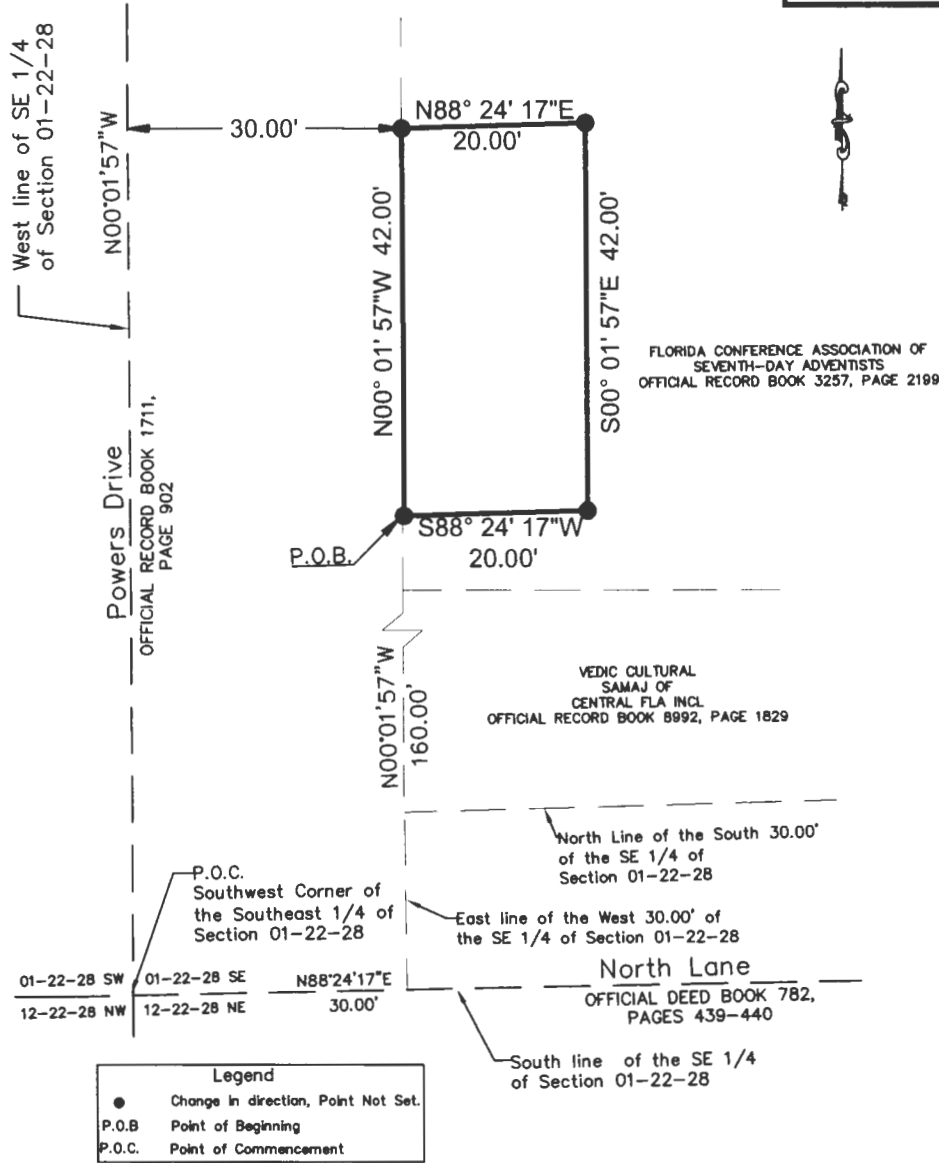 West line of SE 1/4
of Section 01-22-28
N00°01'57"W
30.00'
N88° 24' 17"E
20.00'
N00° 01' 57"W 42.00'
S00° 01' 57"E 42.00'
FLORIDA CONFERENCE ASSOCIATION OF
SEVENTH-DAY ADVENTISTS
OFFICIAL RECORD BOOK 3257, PAGE 2199
Powers Drive
OFFICIAL RECORD BOOK 1711,
PAGE 902
P.O.B.
S88° 24' 17"W
20.00'
N00°01'57"W
160.00'
VEDIC CULTURAL
SAMAJ OF
CENTRAL FLA INCL
OFFICIAL RECORD BOOK 8992, PAGE 1829
North Line of the South 30.00'
of the SE 1/4 of
Section 01-22-28
P.O.C.
Southwest Corner of
the Southeast 1/4 of
Section 01-22-28
East line of the West 30.00' of
the SE 1/4 of Section 01-22-28
01-22-28 SW
01-22-28 SE
N88°24'17"E
North Lane
12-22-28 NW
12-22-28 NE
30.00'
OFFICIAL DEED BOOK 782,
PAGES 439-440
South line of the SE 1/4
of Section 01-22-28
Legend
Change in direction, Point Not Set.
P.O.B Point of Beginning
P.O.C. Point of Commencement